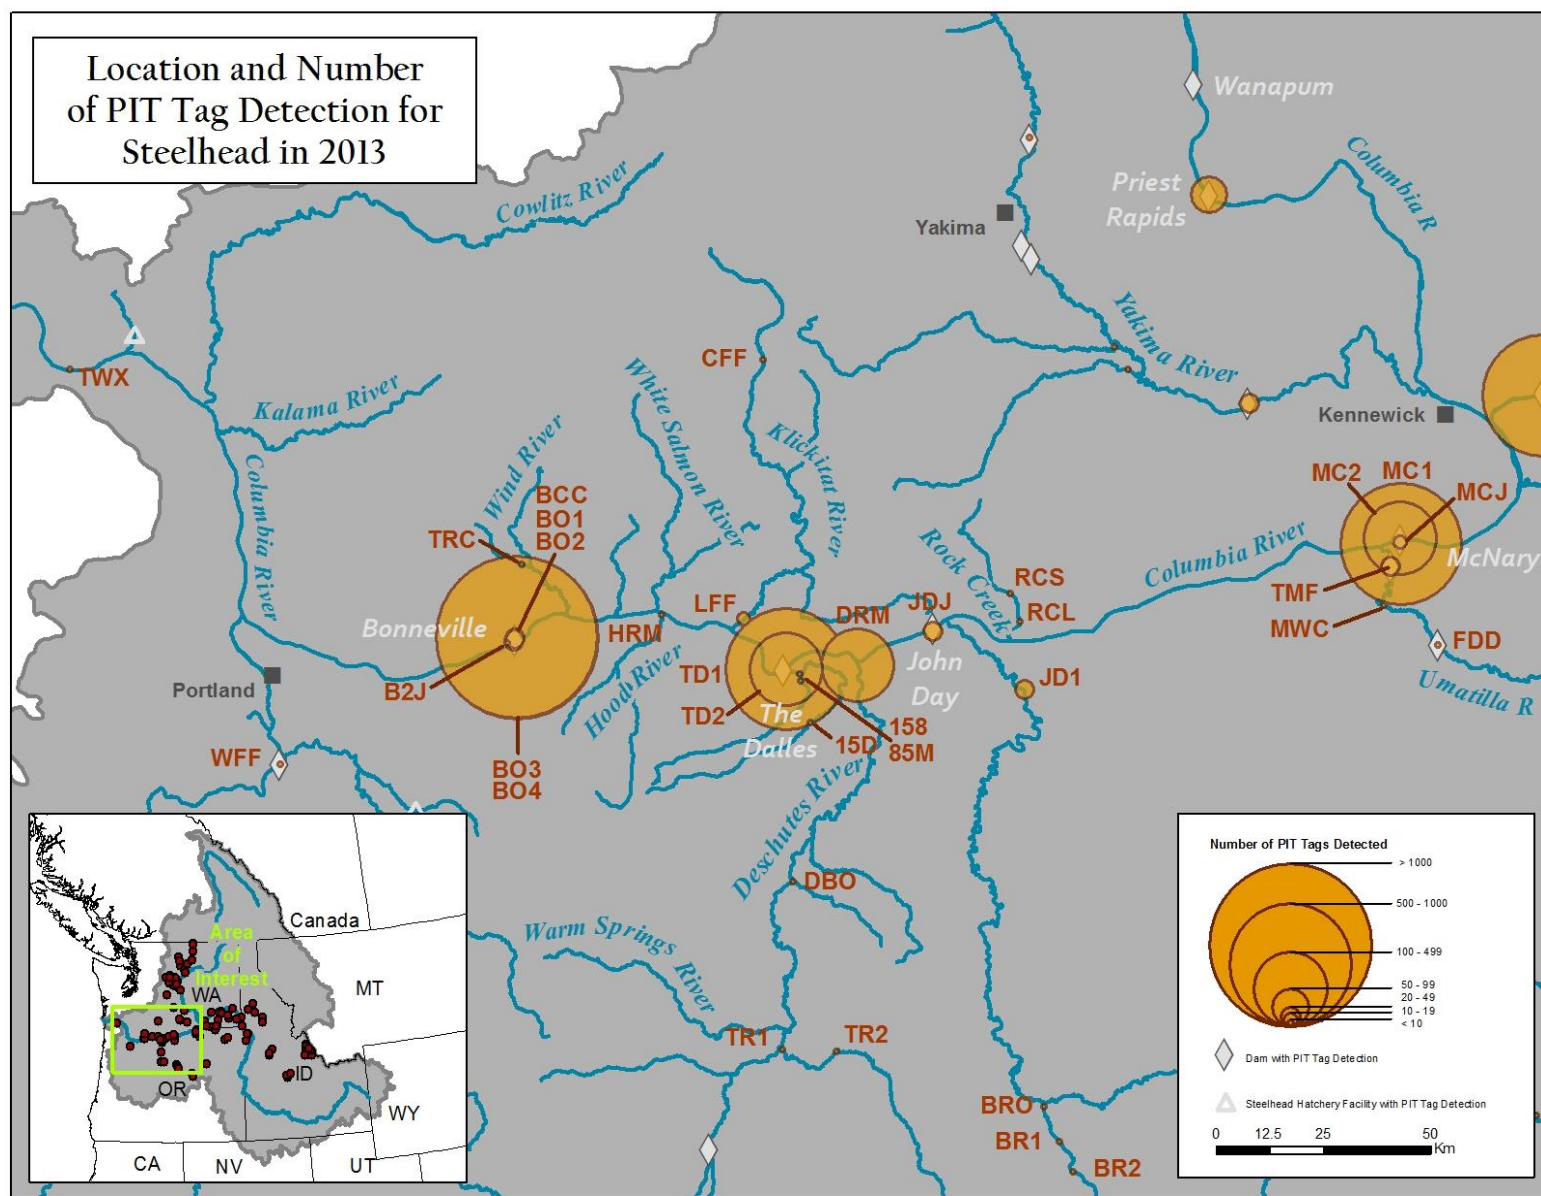 Location and Number
of PIT Tag Detection for
Steelhead in 2013
Wanapum
Cowlitz River
Priest
Rapids
Columbia R
Yakima
Yakima River
TWX
CFF
Kalama River
White Salmon River
Klickitat River
Kennewick
Columbia River
Wind River
BCC
BO1
BO2
TRC
MC2
MC1
MCJ
McNary
Rock Creek
Columbia River
RCS
RCL
TMF
MWC
FDD
Umatilla R
LFF
DRM
JDJ
HRM
Bonneville
Hood River
John
Day
JD1
Portland
B2J
TD1
TD2
The
Dalles
15D
158
85M
WFF
BO3
BO4
Deschutes River
DBO
Warm Springs River
TR1
TR2
BRO
BR1
BR2
Canada
Area
of
Interest
WA
MT
ID
OR
WY
CA
NV
UT
Number of PIT Tags Detected
> 1000
500 - 1000
100 - 499
50 - 99
20 - 49
10 - 19
< 10
Dam with PIT Tag Detection
Steelhead Hatchery Facility with PIT Tag Detection
0 12.5 25 50
Km